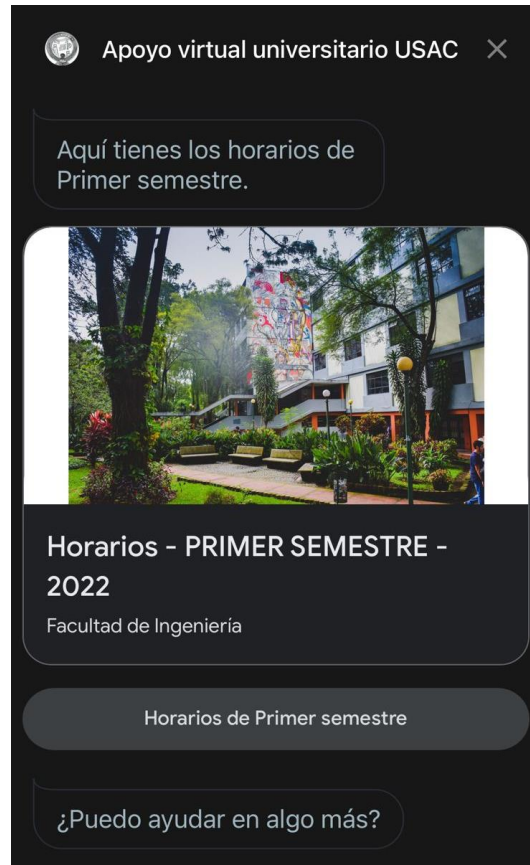 Apoyo virtual universitario USAC
Aquí tienes los horarios de
Primer semestre.
Horarios - PRIMER SEMESTRE -
2022
Facultad de Ingeniería
Horarios de Primer semestre
¿Puedo ayudar en algo más?